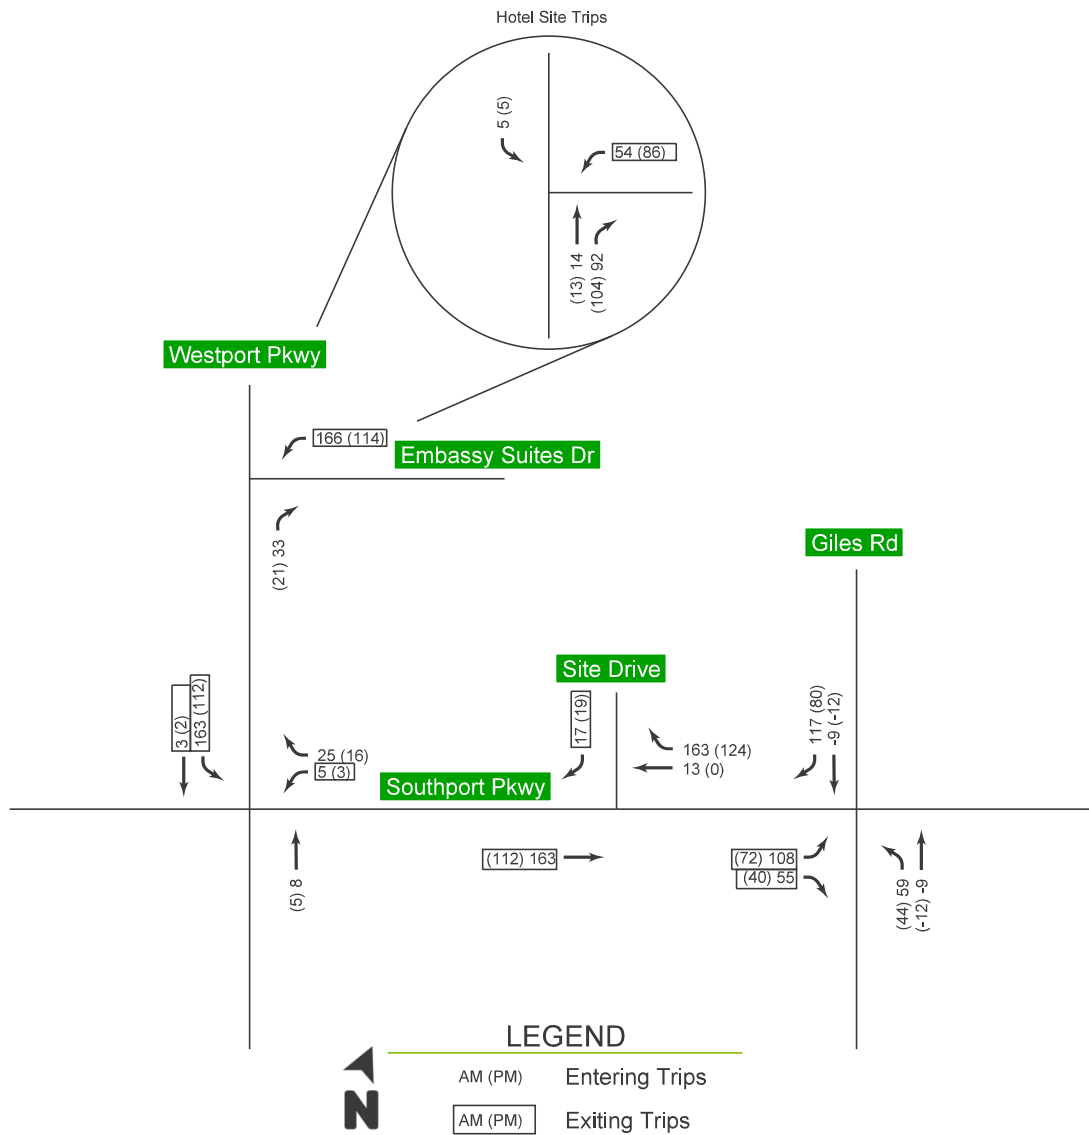 Hotel Site Trips
5 (5)
54 (86)
(13) 14
(104) 92
Westport Pkwy
166 (114)
Embassy Suites Dr
(21) 33
Giles Rd
Site Drive
3 (2)
163 (112)
25 (16)
5 (3)
17 (19)
163 (124)
13 (0)
117 (80)
-9 (-12)
Southport Pkwy
(5) 8
(112) 163
(72) 108
(40) 55
(44) 59
(-12) -9
LEGEND
AM (PM) Entering Trips
AM (PM) Exiting Trips
N